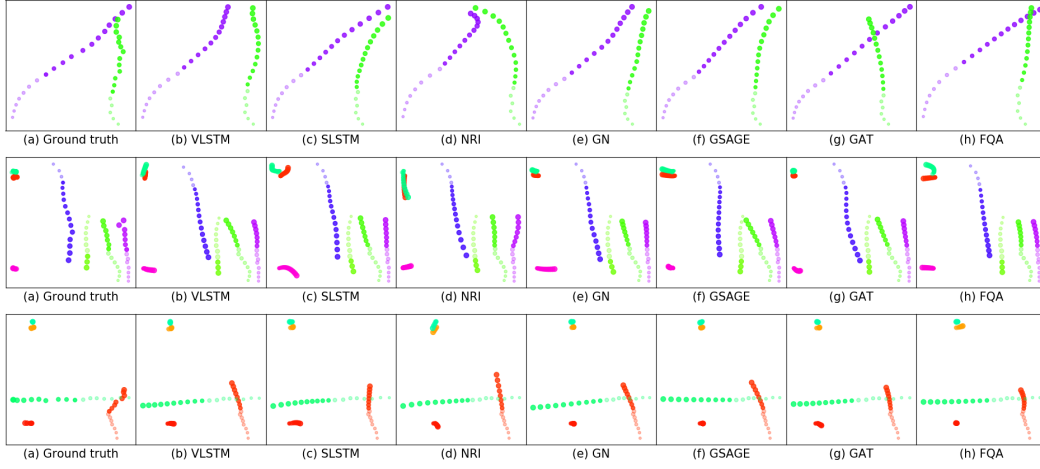 (a) Ground truth (b) VLSTM (c) SLSTM (d) NRI (e) GN (f) GSAGE (g) GAT (h) FQA
(a) Ground truth (b) VLSTM (c) SLSTM (d) NRI (e) GN (f) GSAGE (g) GAT (h) FQA
(a) Ground truth (b) VLSTM (c) SLSTM (d) NRI (e) GN (f) GSAGE (g) GAT (h) FQA